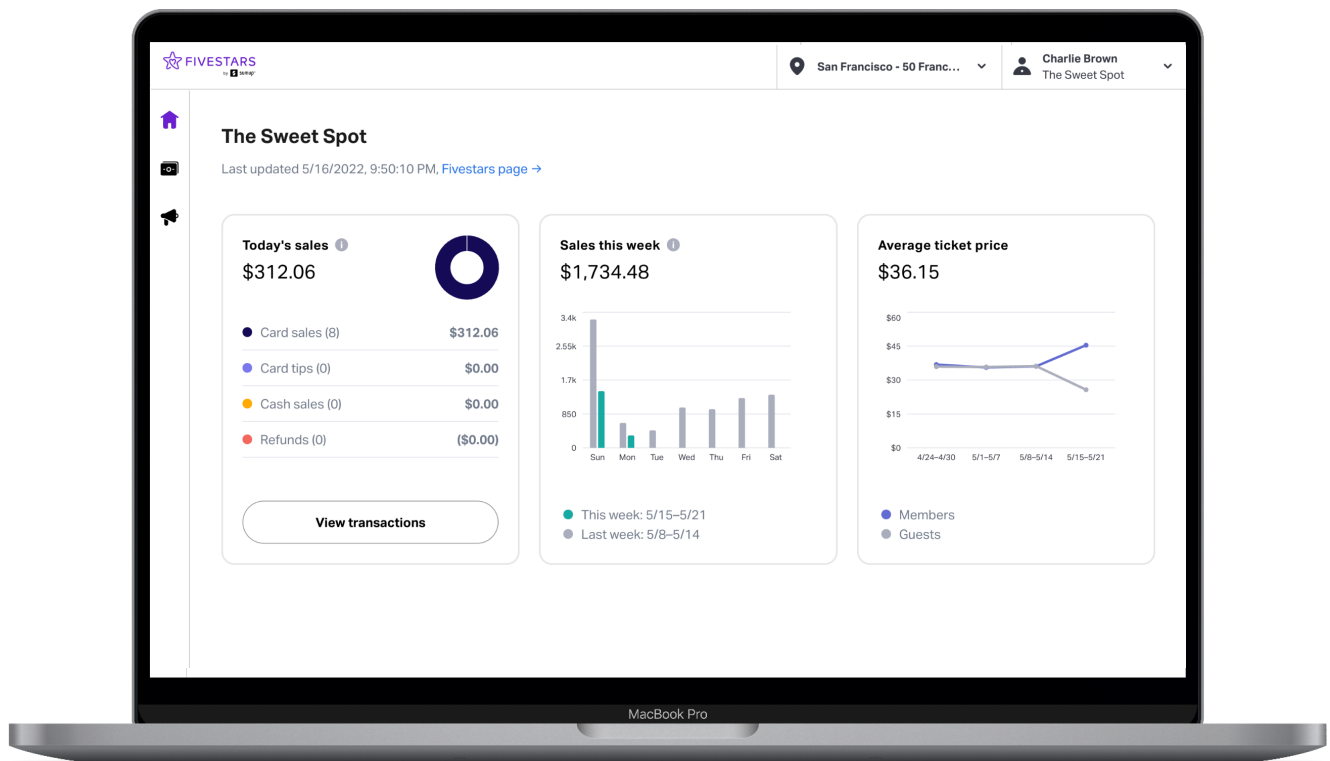 FIVESTARS
by sumup
San Francisco - 50 Franc...
Charlie Brown
The Sweet Spot
The Sweet Spot
Last updated 5/16/2022, 9:50:10 PM, Fivestars page →
Today's sales
$312.06
Card sales (8) $312.06
Card tips (0) $0.00
Cash sales (0) $0.00
Refunds (0) ($0.00)
View transactions
Sales this week
$1,734.48
3.4k
2.55k
1.7k
850
0
Sun Mon Tue Wed Thu Fri Sat
This week: 5/15–5/21
Last week: 5/8–5/14
Average ticket price
$36.15
$60
$45
$30
$15
$0
4/24–4/30 5/1–5/7 5/8–5/14 5/15–5/21
Members
Guests
MacBook Pro